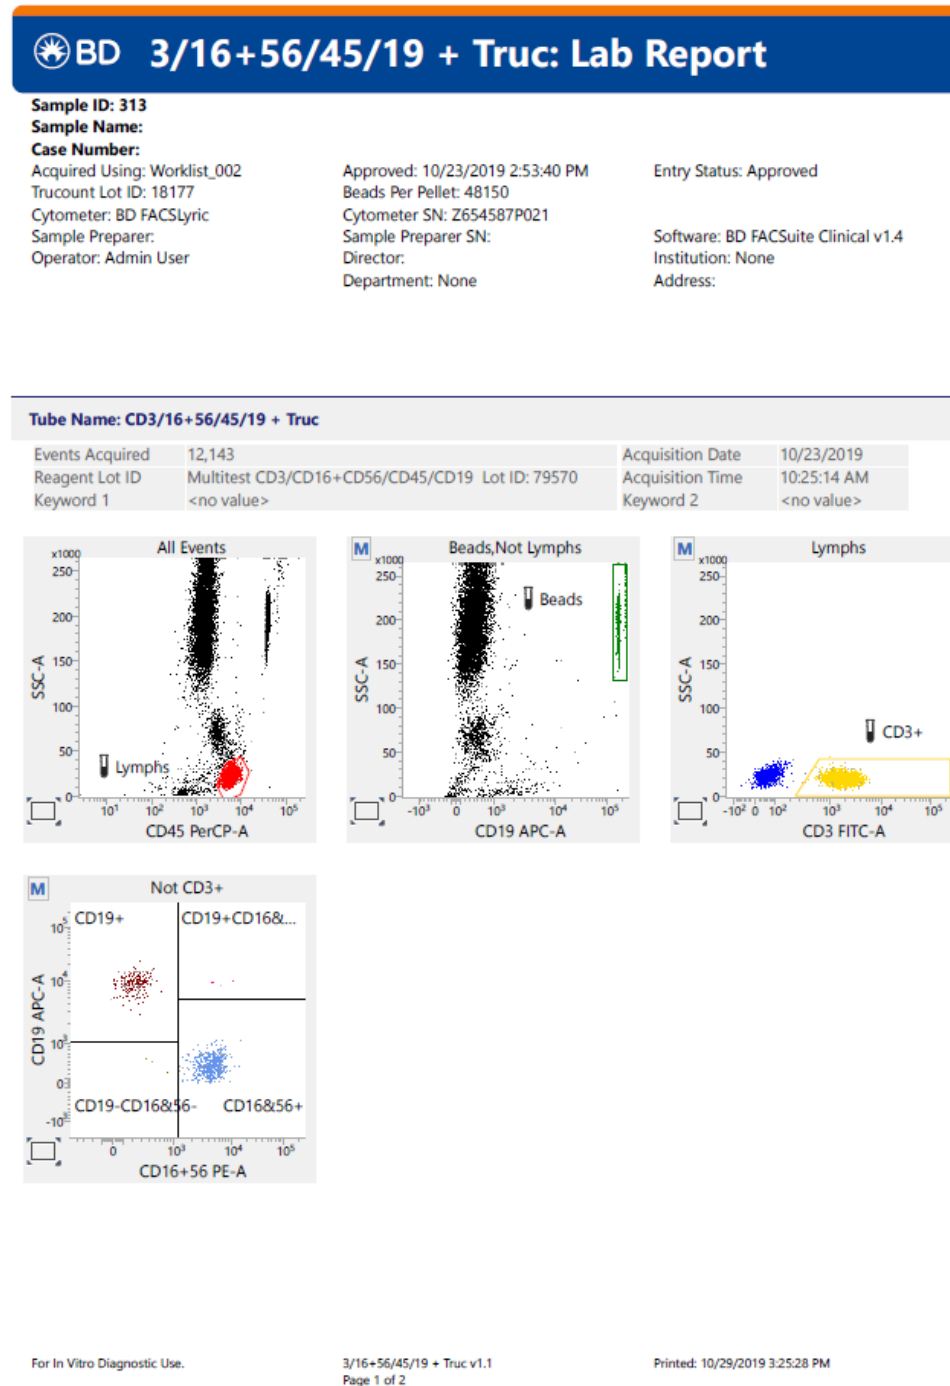 BD 3/16+56/45/19 + Truc: Lab Report
Sample ID: 313
Sample Name:
Case Number:
Acquired Using: Worklist_002 Approved: 10/23/2019 2:53:40 PM Entry Status: Approved
Trucount Lot ID: 18177 Beads Per Pellet: 48150
Cytometer: BD FACSLyric Cytometer SN: Z654587P021
Sample Preparer: Sample Preparer SN: Software: BD FACSuite Clinical v1.4
Operator: Admin User Director: Institution: None
Department: None Address:
Tube Name: CD3/16+56/45/19 + Truc
Events Acquired 12,143 Acquisition Date 10/23/2019
Reagent Lot ID Multitest CD3/CD16+CD56/CD45/CD19 Lot ID: 79570 Acquisition Time 10:25:14 AM
Keyword 1 <no value> Keyword 2 <no value>
All Events
x1000
250
200
150
100
50
0
SSC-A
Lymphs
10¹ 10² 10³ 10⁴ 10⁵
CD45 PerCP-A
M Beads,Not Lymphs
x1000
250
200
150
100
50
0
SSC-A
Beads
-10³ 0 10³ 10⁴ 10⁵
CD19 APC-A
M Lymphs
x1000
250
200
150
100
50
0
SSC-A
CD3+
-10² 0 10² 10³ 10⁴ 10⁵
CD3 FITC-A
M Not CD3+
CD19+ CD19+CD16&...
10⁵
10⁴
10³
0
-10³
CD19 APC-A
CD19-CD16&56- CD16&56+
0 10³ 10⁴ 10⁵
CD16+56 PE-A
For In Vitro Diagnostic Use. 3/16+56/45/19 + Truc v1.1 Printed: 10/29/2019 3:25:28 PM
Page 1 of 2